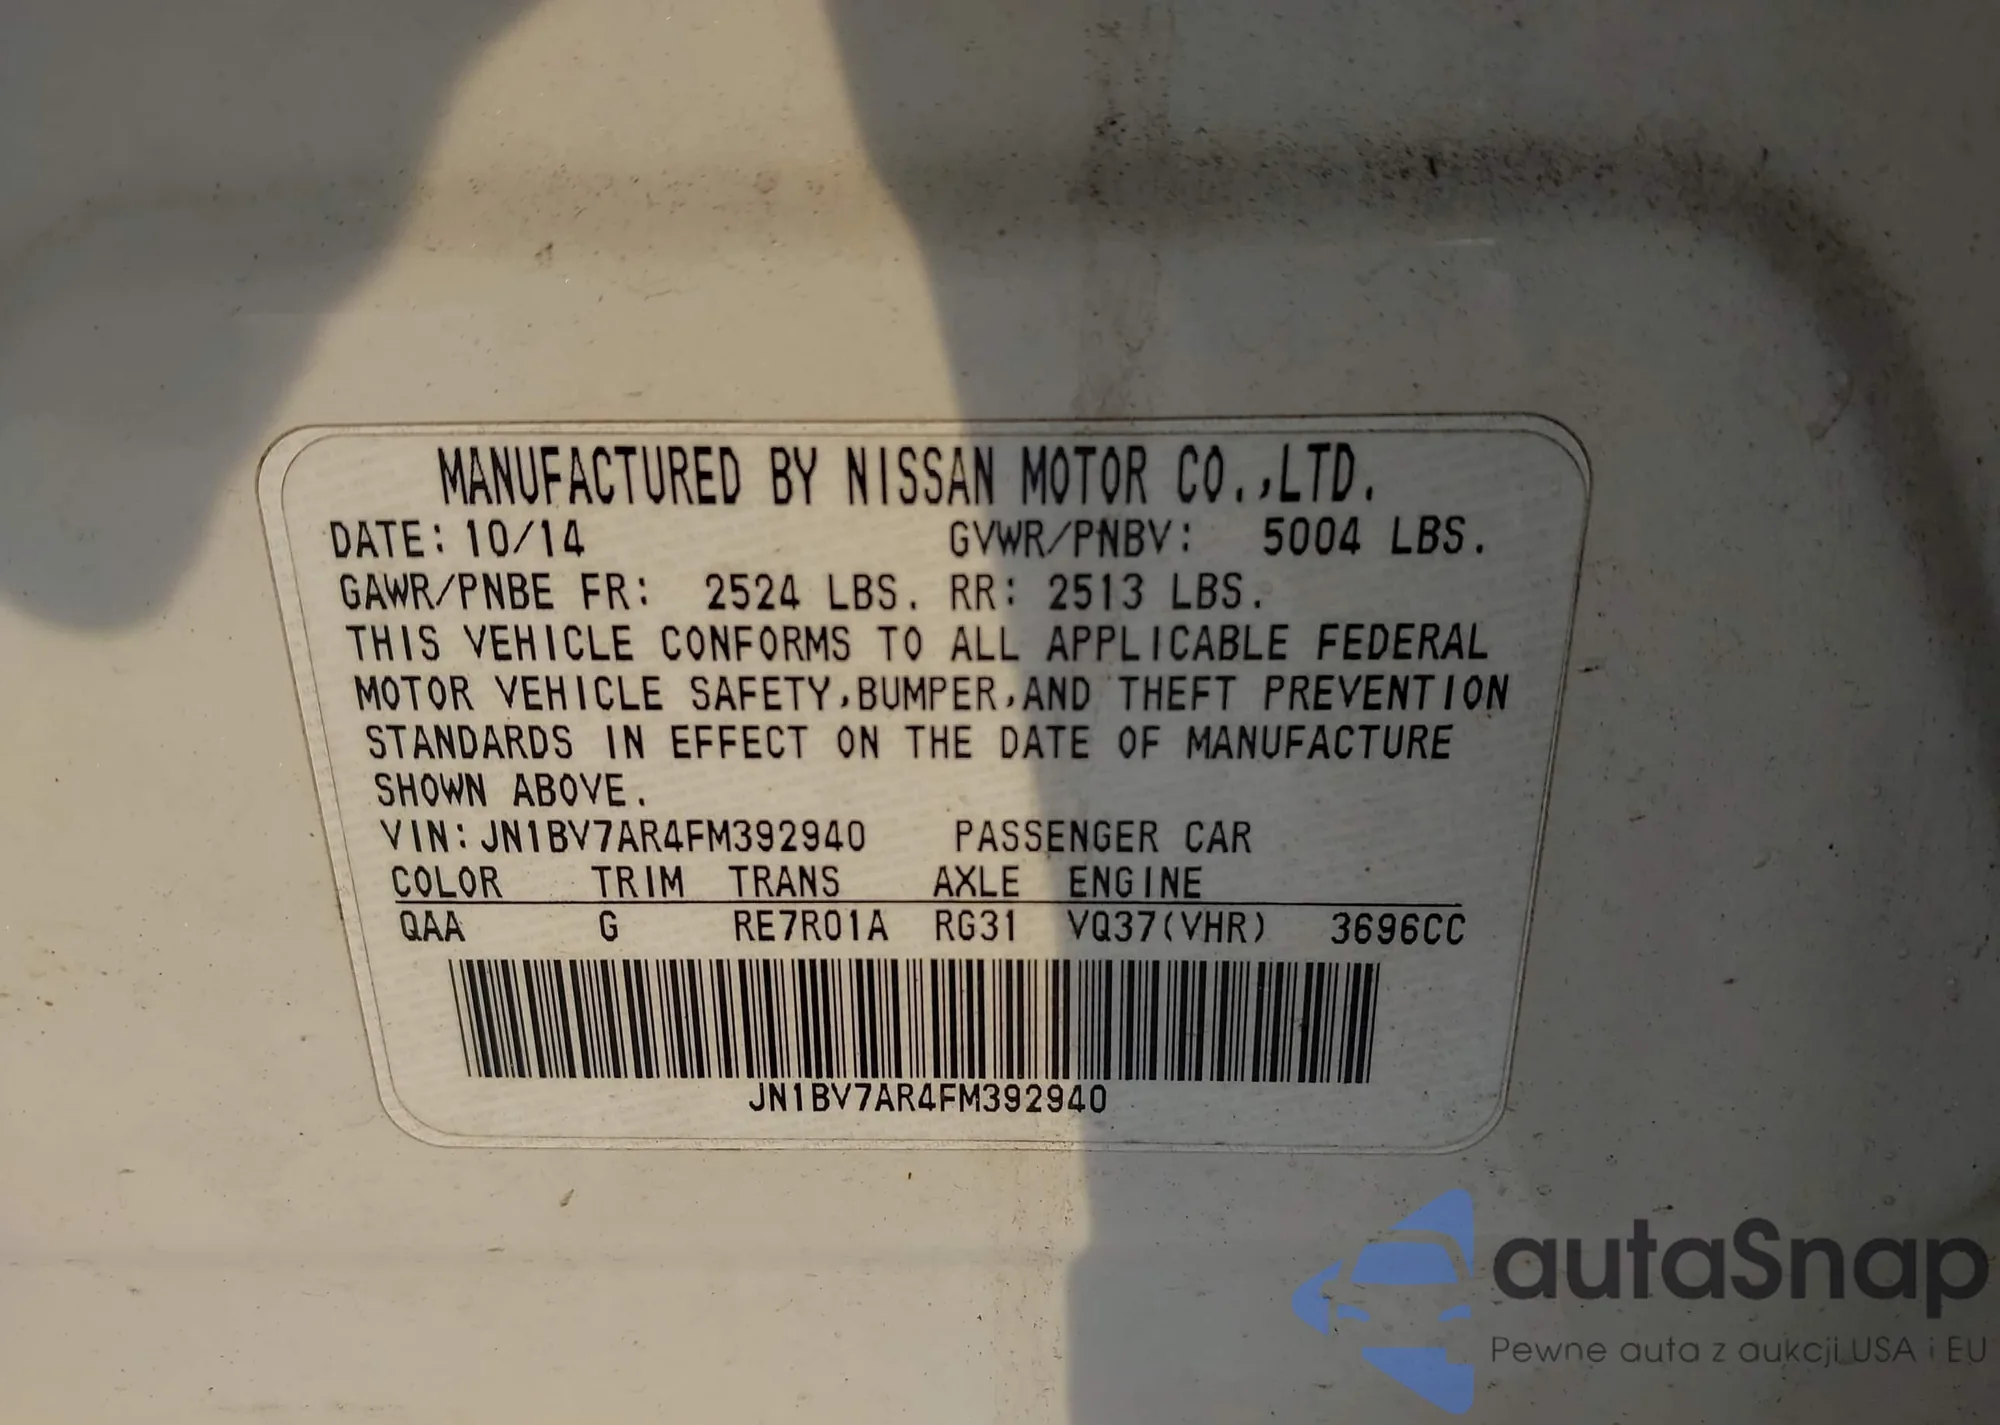 MANUFACTURED BY NISSAN MOTOR CO.,LTD.
DATE: 10/14 GVWR/PNBV: 5004 LBS.
GAWR/PNBE FR: 2524 LBS. RR: 2513 LBS.
THIS VEHICLE CONFORMS TO ALL APPLICABLE FEDERAL
MOTOR VEHICLE SAFETY,BUMPER,AND THEFT PREVENTION
STANDARDS IN EFFECT ON THE DATE OF MANUFACTURE
SHOWN ABOVE.
VIN:JN1BV7AR4FM392940 PASSENGER CAR
COLOR TRIM TRANS AXLE ENGINE
QAA G RE7R01A RG31 VQ37(VHR) 3696CC
JN1BV7AR4FM392940
autaSnap
Pewne auta z aukcji USA i EU